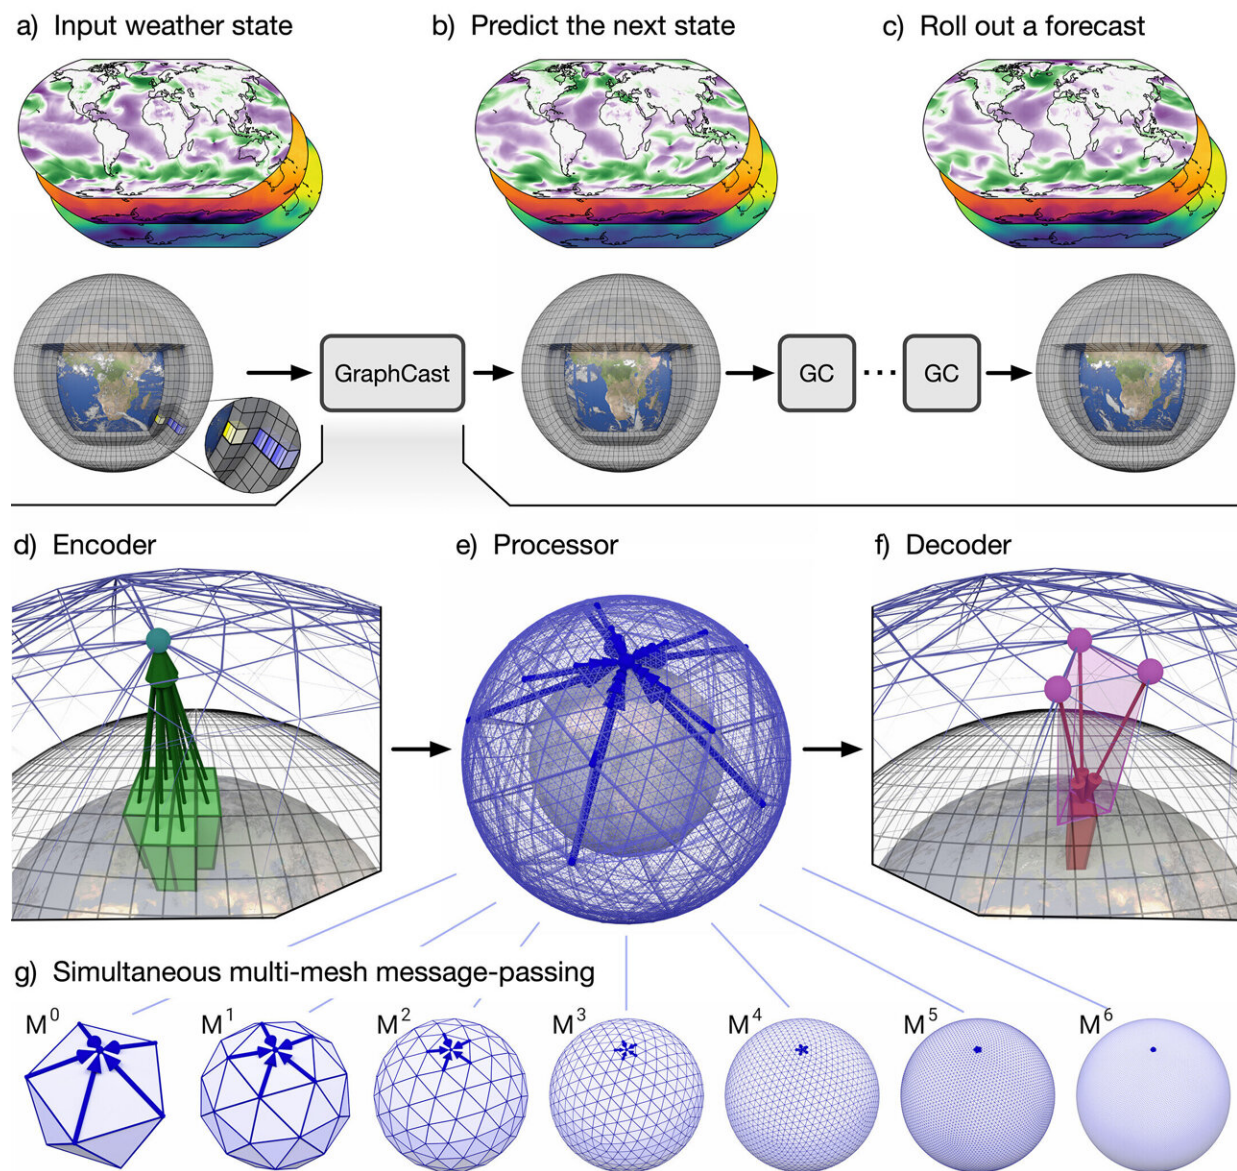 a) Input weather state
b) Predict the next state
c) Roll out a forecast
GraphCast
GC
...
GC
d) Encoder
e) Processor
f) Decoder
g) Simultaneous multi-mesh message-passing
M⁰
M¹
M²
M³
M⁴
M⁵
M⁶